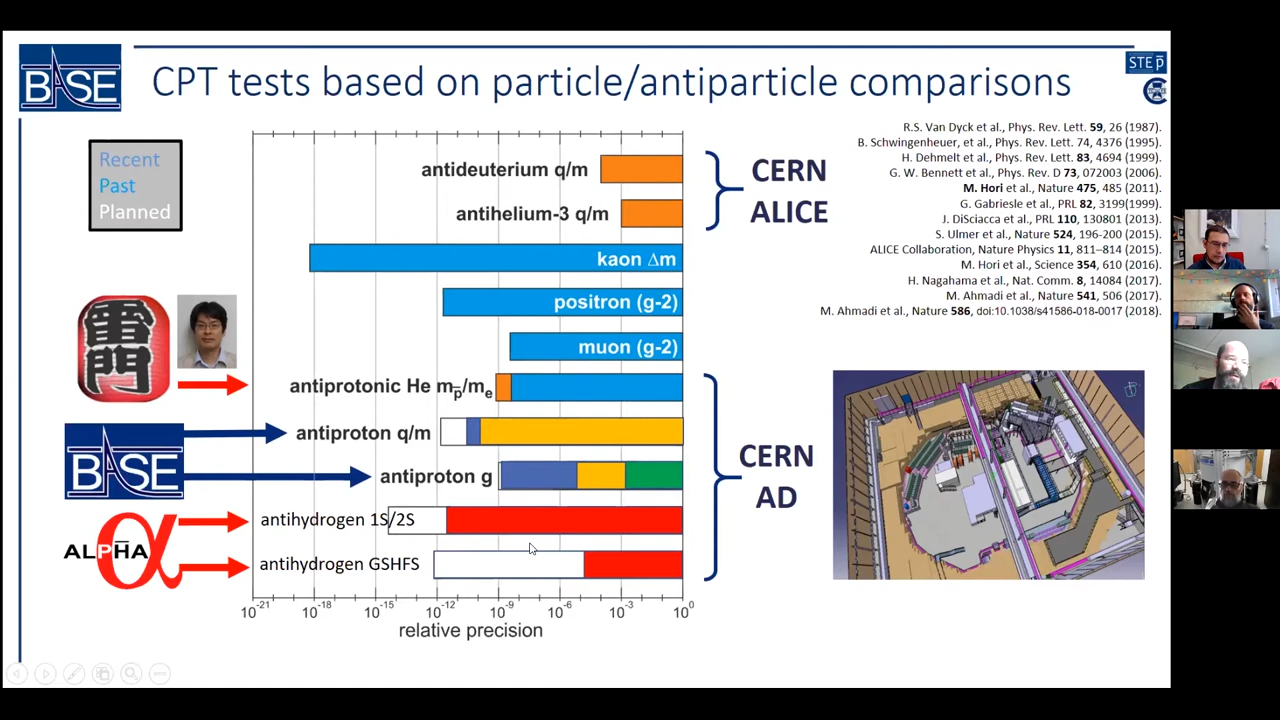 BASE
CPT tests based on particle/antiparticle comparisons
STEp̄
Recent
Past
Planned
R.S. Van Dyck et al., Phys. Rev. Lett. 59, 26 (1987).
B. Schwingenheuer, et al., Phys. Rev. Lett. 74, 4376 (1995).
H. Dehmelt et al., Phys. Rev. Lett. 83, 4694 (1999).
G. W. Bennett et al., Phys. Rev. D 73, 072003 (2006).
M. Hori et al., Nature 475, 485 (2011).
G. Gabriesle et al., PRL 82, 3199(1999).
J. DiSciacca et al., PRL 110, 130801 (2013).
S. Ulmer et al., Nature 524, 196-200 (2015).
ALICE Collaboration, Nature Physics 11, 811–814 (2015).
M. Hori et al., Science 354, 610 (2016).
H. Nagahama et al., Nat. Comm. 8, 14084 (2017).
M. Ahmadi et al., Nature 541, 506 (2017).
M. Ahmadi et al., Nature 586, doi:10.1038/s41586-018-0017 (2018).
antideuterium q/m
antihelium-3 q/m
CERN
ALICE
kaon Δm
positron (g-2)
muon (g-2)
雷門
antiprotonic He mp̄/me
antiproton q/m
BASE
antiproton g
CERN
AD
ALPHA
antihydrogen 1S/2S
antihydrogen GSHFS
10^-21 10^-18 10^-15 10^-12 10^-9 10^-6 10^-3 10^0
relative precision